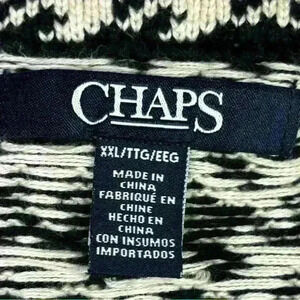 CHAPS
XXL/TTG/EEG
MADE IN
CHINA
FABRIQUÉ EN
CHINE
HECHO EN
CHINA
CON INSUMOS
IMPORTADOS